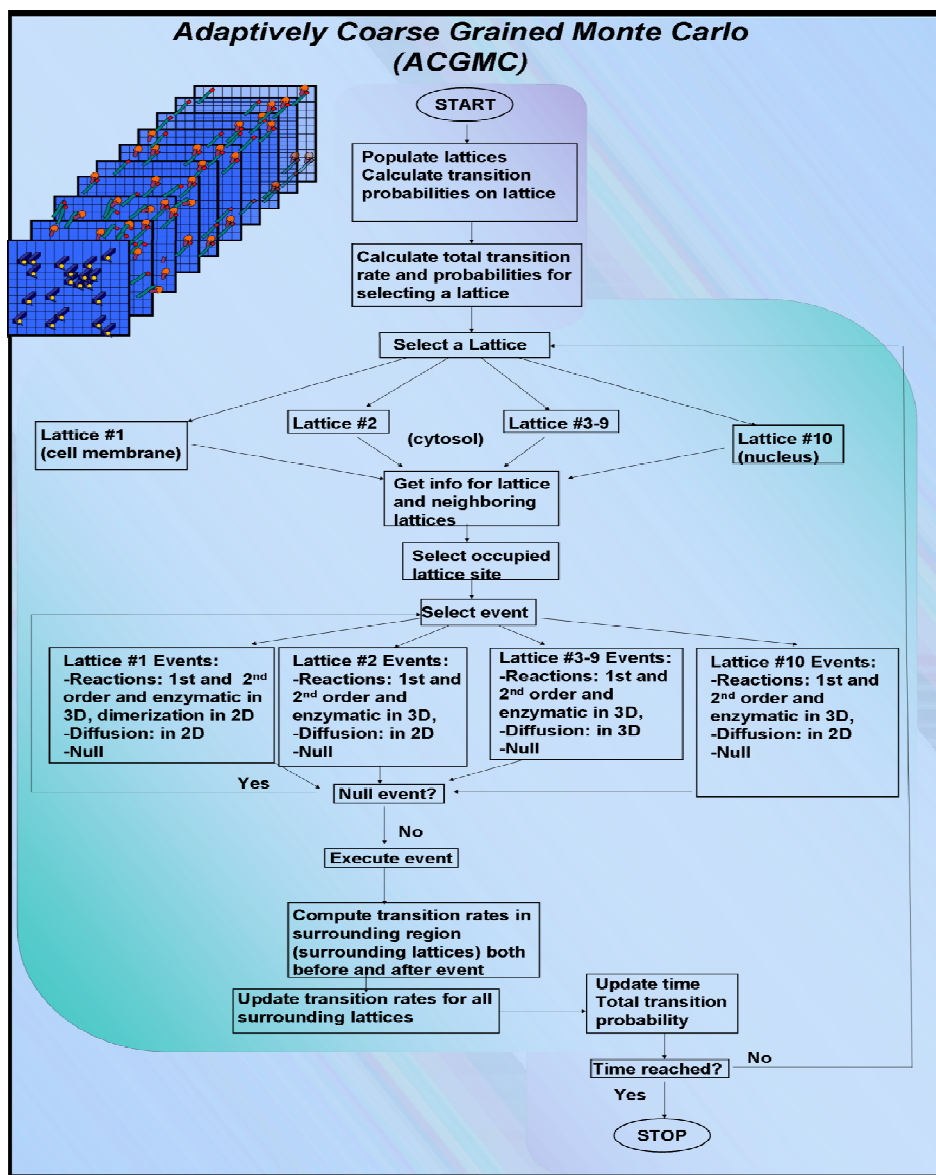 Adaptively Coarse Grained Monte Carlo
(ACGMC)
START
Populate lattices
Calculate transition
probabilities on lattice
Calculate total transition
rate and probabilities for
selecting a lattice
Select a Lattice
Lattice #1
(cell membrane)
Lattice #2
(cytosol)
Lattice #3-9
Lattice #10
(nucleus)
Get info for lattice
and neighboring
lattices
Select occupied
lattice site
Select event
Lattice #1 Events:
-Reactions: 1st and 2nd
order and enzymatic in
3D, dimerization in 2D
-Diffusion: in 2D
-Null
Lattice #2 Events:
-Reactions: 1st and
2nd order and
enzymatic in 3D,
-Diffusion: in 2D
-Null
Lattice #3-9 Events:
-Reactions: 1st and
2nd order and
enzymatic in 3D,
-Diffusion: in 3D
-Null
Lattice #10 Events:
-Reactions: 1st and
2nd order and
enzymatic in 3D,
-Diffusion: in 2D
-Null
Yes
Null event?
No
Execute event
Compute transition rates in
surrounding region
(surrounding lattices) both
before and after event
Update transition rates for all
surrounding lattices
Update time
Total transition
probability
Time reached?
No
Yes
STOP